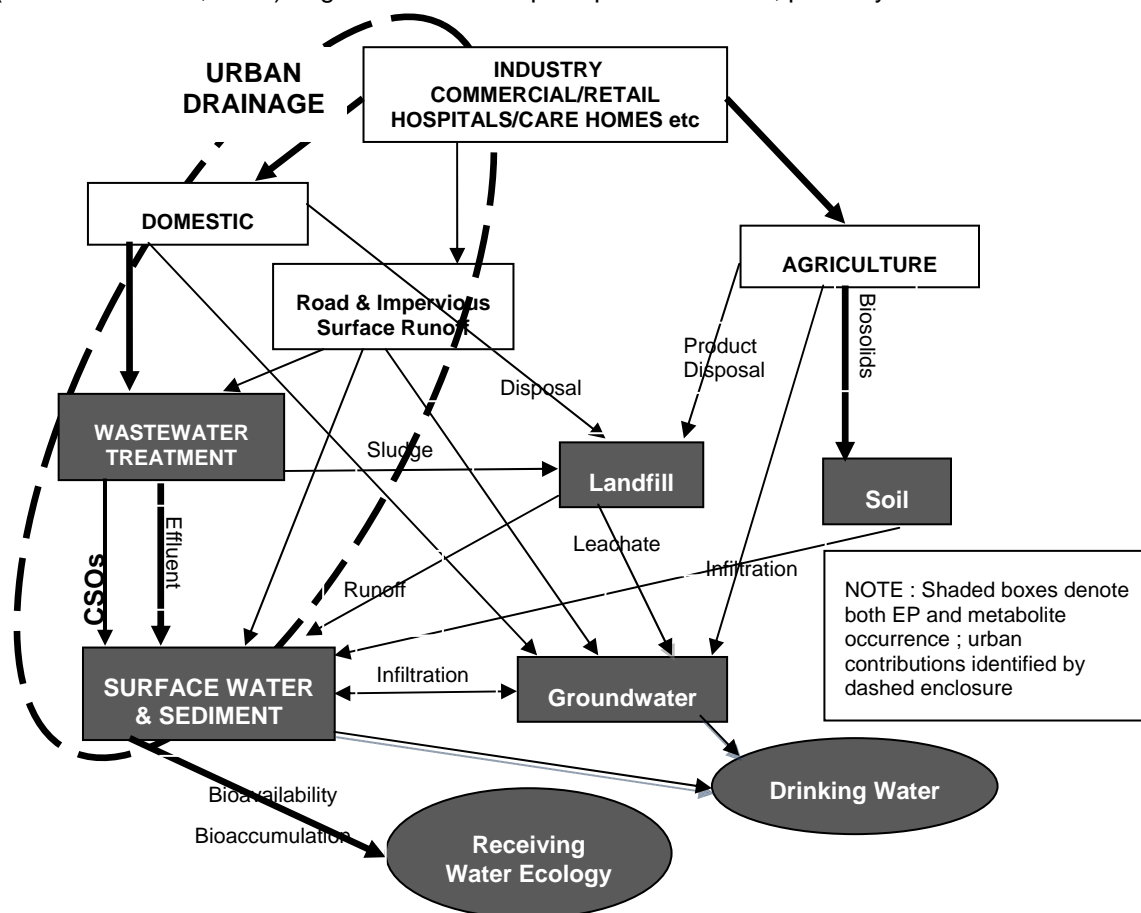 URBAN
DRAINAGE
INDUSTRY
COMMERCIAL/RETAIL
HOSPITALS/CARE HOMES etc
DOMESTIC
AGRICULTURE
Road & Impervious
Surface Runoff
Biosolids
Product
Disposal
Disposal
WASTEWATER
TREATMENT
Sludge
Landfill
Soil
Effluent
CSOs
Leachate
Infiltration
Runoff
NOTE : Shaded boxes denote
both EP and metabolite
occurrence ; urban
contributions identified by
dashed enclosure
SURFACE WATER
& SEDIMENT
Infiltration
Groundwater
Drinking Water
Bioavailability
Bioaccumulation
Receiving
Water Ecology